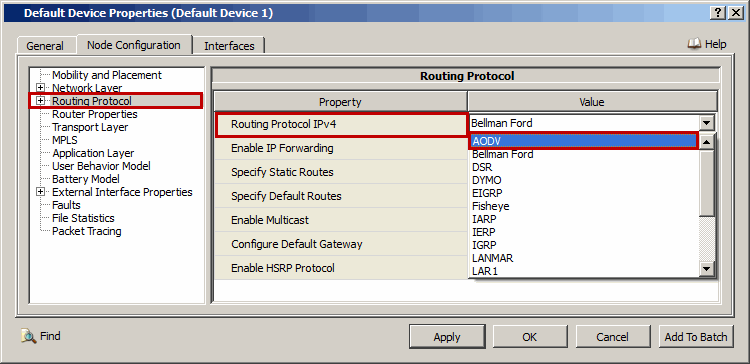 Default Device Properties (Default Device 1)
General
Node Configuration
Interfaces
Help
Mobility and Placement
Network Layer
Routing Protocol
Router Properties
Transport Layer
MPLS
Application Layer
User Behavior Model
Battery Model
External Interface Properties
Faults
File Statistics
Packet Tracing
Routing Protocol
Property Value
Routing Protocol IPv4 Bellman Ford
Enable IP Forwarding
Specify Static Routes
Specify Default Routes
Enable Multicast
Configure Default Gateway
Enable HSRP Protocol
AODV
Bellman Ford
DSR
DYMO
EIGRP
Fisheye
IARP
IERP
IGRP
LANMAR
LAR1
Find
Apply
OK
Cancel
Add To Batch